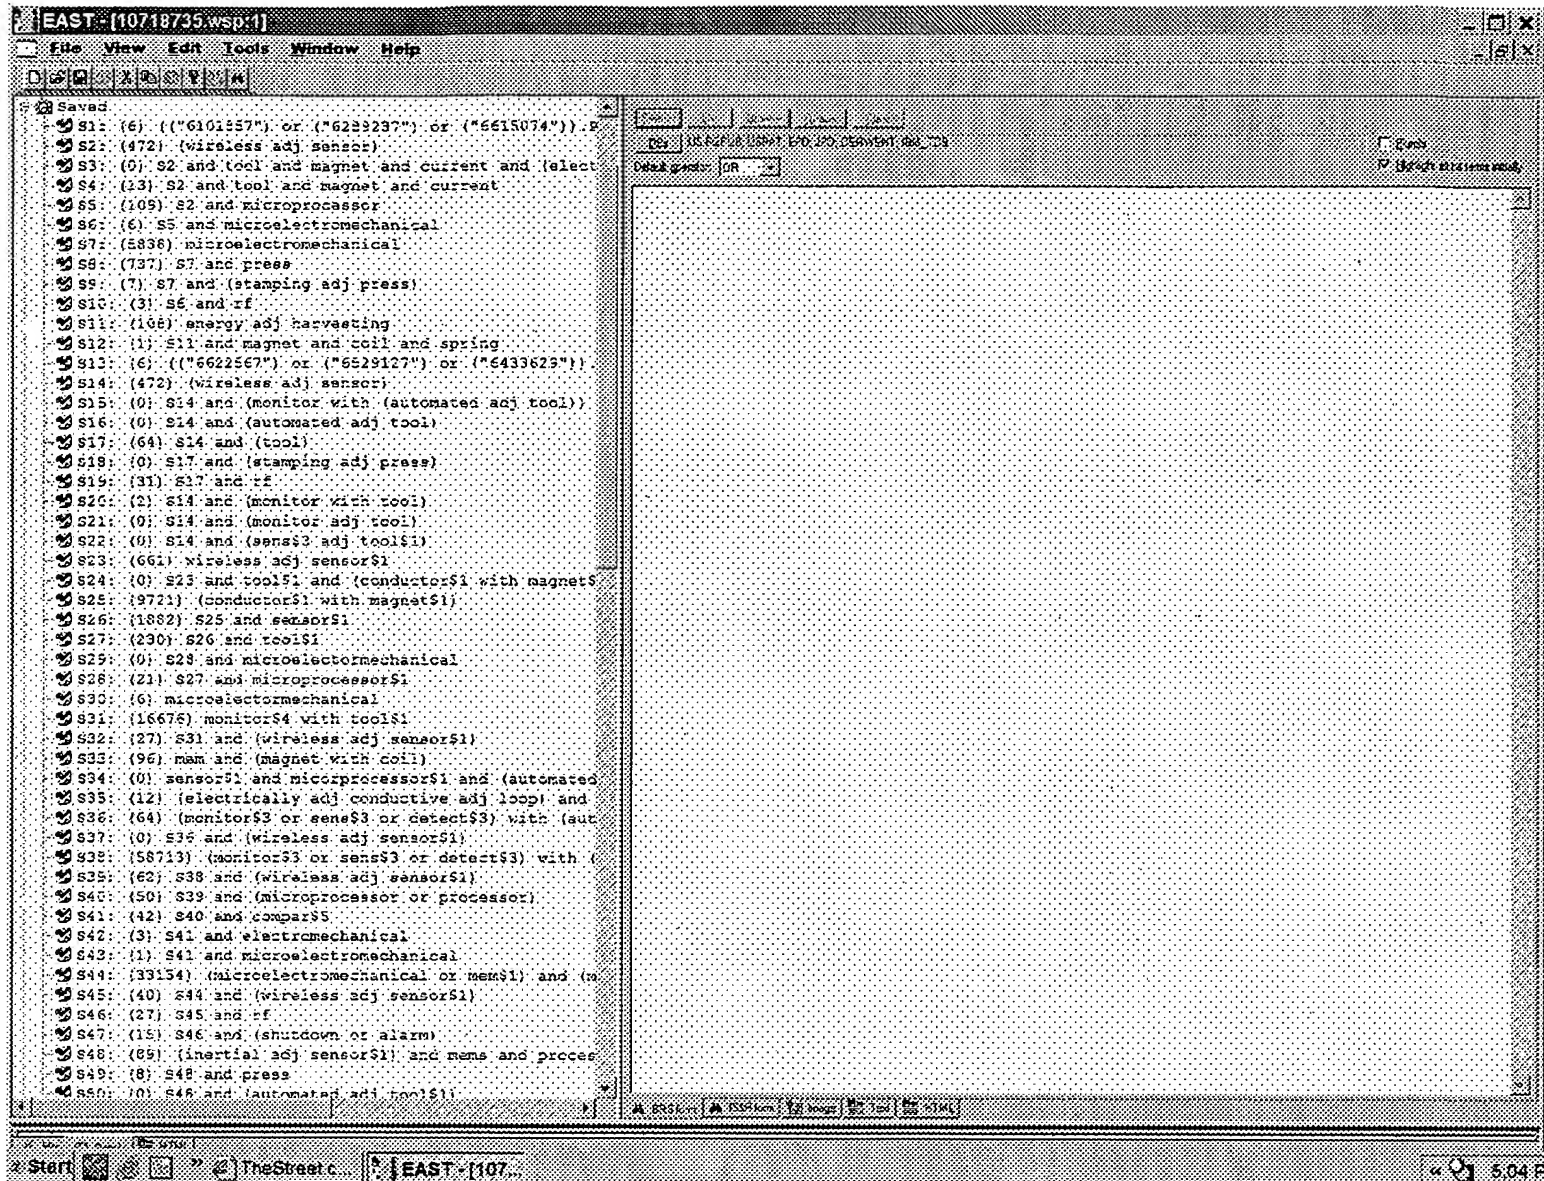 EAST - [10718735.wsp:1]
File View Edit Tools Window Help
Saved
S1: (6) (("6101557") or ("6289237") or ("6615074")).P
S2: (472) (wireless adj sensor)
S3: (0) S2 and tool and magnet and current and (elect
S4: (13) S2 and tool and magnet and current
S5: (109) S2 and microprocessor
S6: (6) S5 and microelectromechanical
S7: (5838) microelectromechanical
S8: (737) S7 and press
S9: (7) S7 and (stamping adj press)
S10: (3) S6 and rf
S11: (108) energy adj harvesting
S12: (1) S11 and magnet and coil and spring
S13: (6) (("6622567") or ("6529127") or ("6433629")).
S14: (472) (wireless adj sensor)
S15: (0) S14 and (monitor with (automated adj tool))
S16: (0) S14 and (automated adj tool)
S17: (64) S14 and (tool)
S18: (0) S17 and (stamping adj press)
S19: (31) S17 and rf
S20: (2) S14 and (monitor with tool)
S21: (0) S14 and (monitor adj tool)
S22: (0) S14 and (sens$3 adj tool$1)
S23: (661) wireless adj sensor$1
S24: (0) S23 and tool$1 and (conductor$1 with magnet$
S25: (9721) (conductor$1 with magnet$1)
S26: (1882) S25 and sensor$1
S27: (230) S26 and tool$1
S29: (0) S28 and microelectormechanical
S28: (21) S27 and microprocessor$1
S30: (6) microelectormechanical
S31: (16676) monitor$4 with tool$1
S32: (27) S31 and (wireless adj sensor$1)
S33: (96) mem and (magnet with coil)
S34: (0) sensor$1 and micorprocessor$1 and (automated
S35: (12) (electrically adj conductive adj loop) and
S36: (64) (monitor$3 or sens$3 or detect$3) with (aut
S37: (0) S36 and (wireless adj sensor$1)
S38: (58713) (monitor$3 or sens$3 or detect$3) with (
S39: (62) S38 and (wireless adj sensor$1)
S40: (50) S39 and (microprocessor or processor)
S41: (42) S40 and compar$5
S42: (3) S41 and electromechanical
S43: (1) S41 and microelectromechanical
S44: (33154) (microelectromechanical or mem$1) and (m
S45: (40) S44 and (wireless adj sensor$1)
S46: (27) S45 and rf
S47: (15) S46 and (shutdown or alarm)
S48: (89) (inertial adj sensor$1) and mems and proces
S49: (8) S48 and press
S50: (0) S48 and (automated adj tool$1)
DBs
Default operator: OR
Plurals
Image
Text
HTML
Start
TheStreet.c...
EAST - [107...
5:04 P